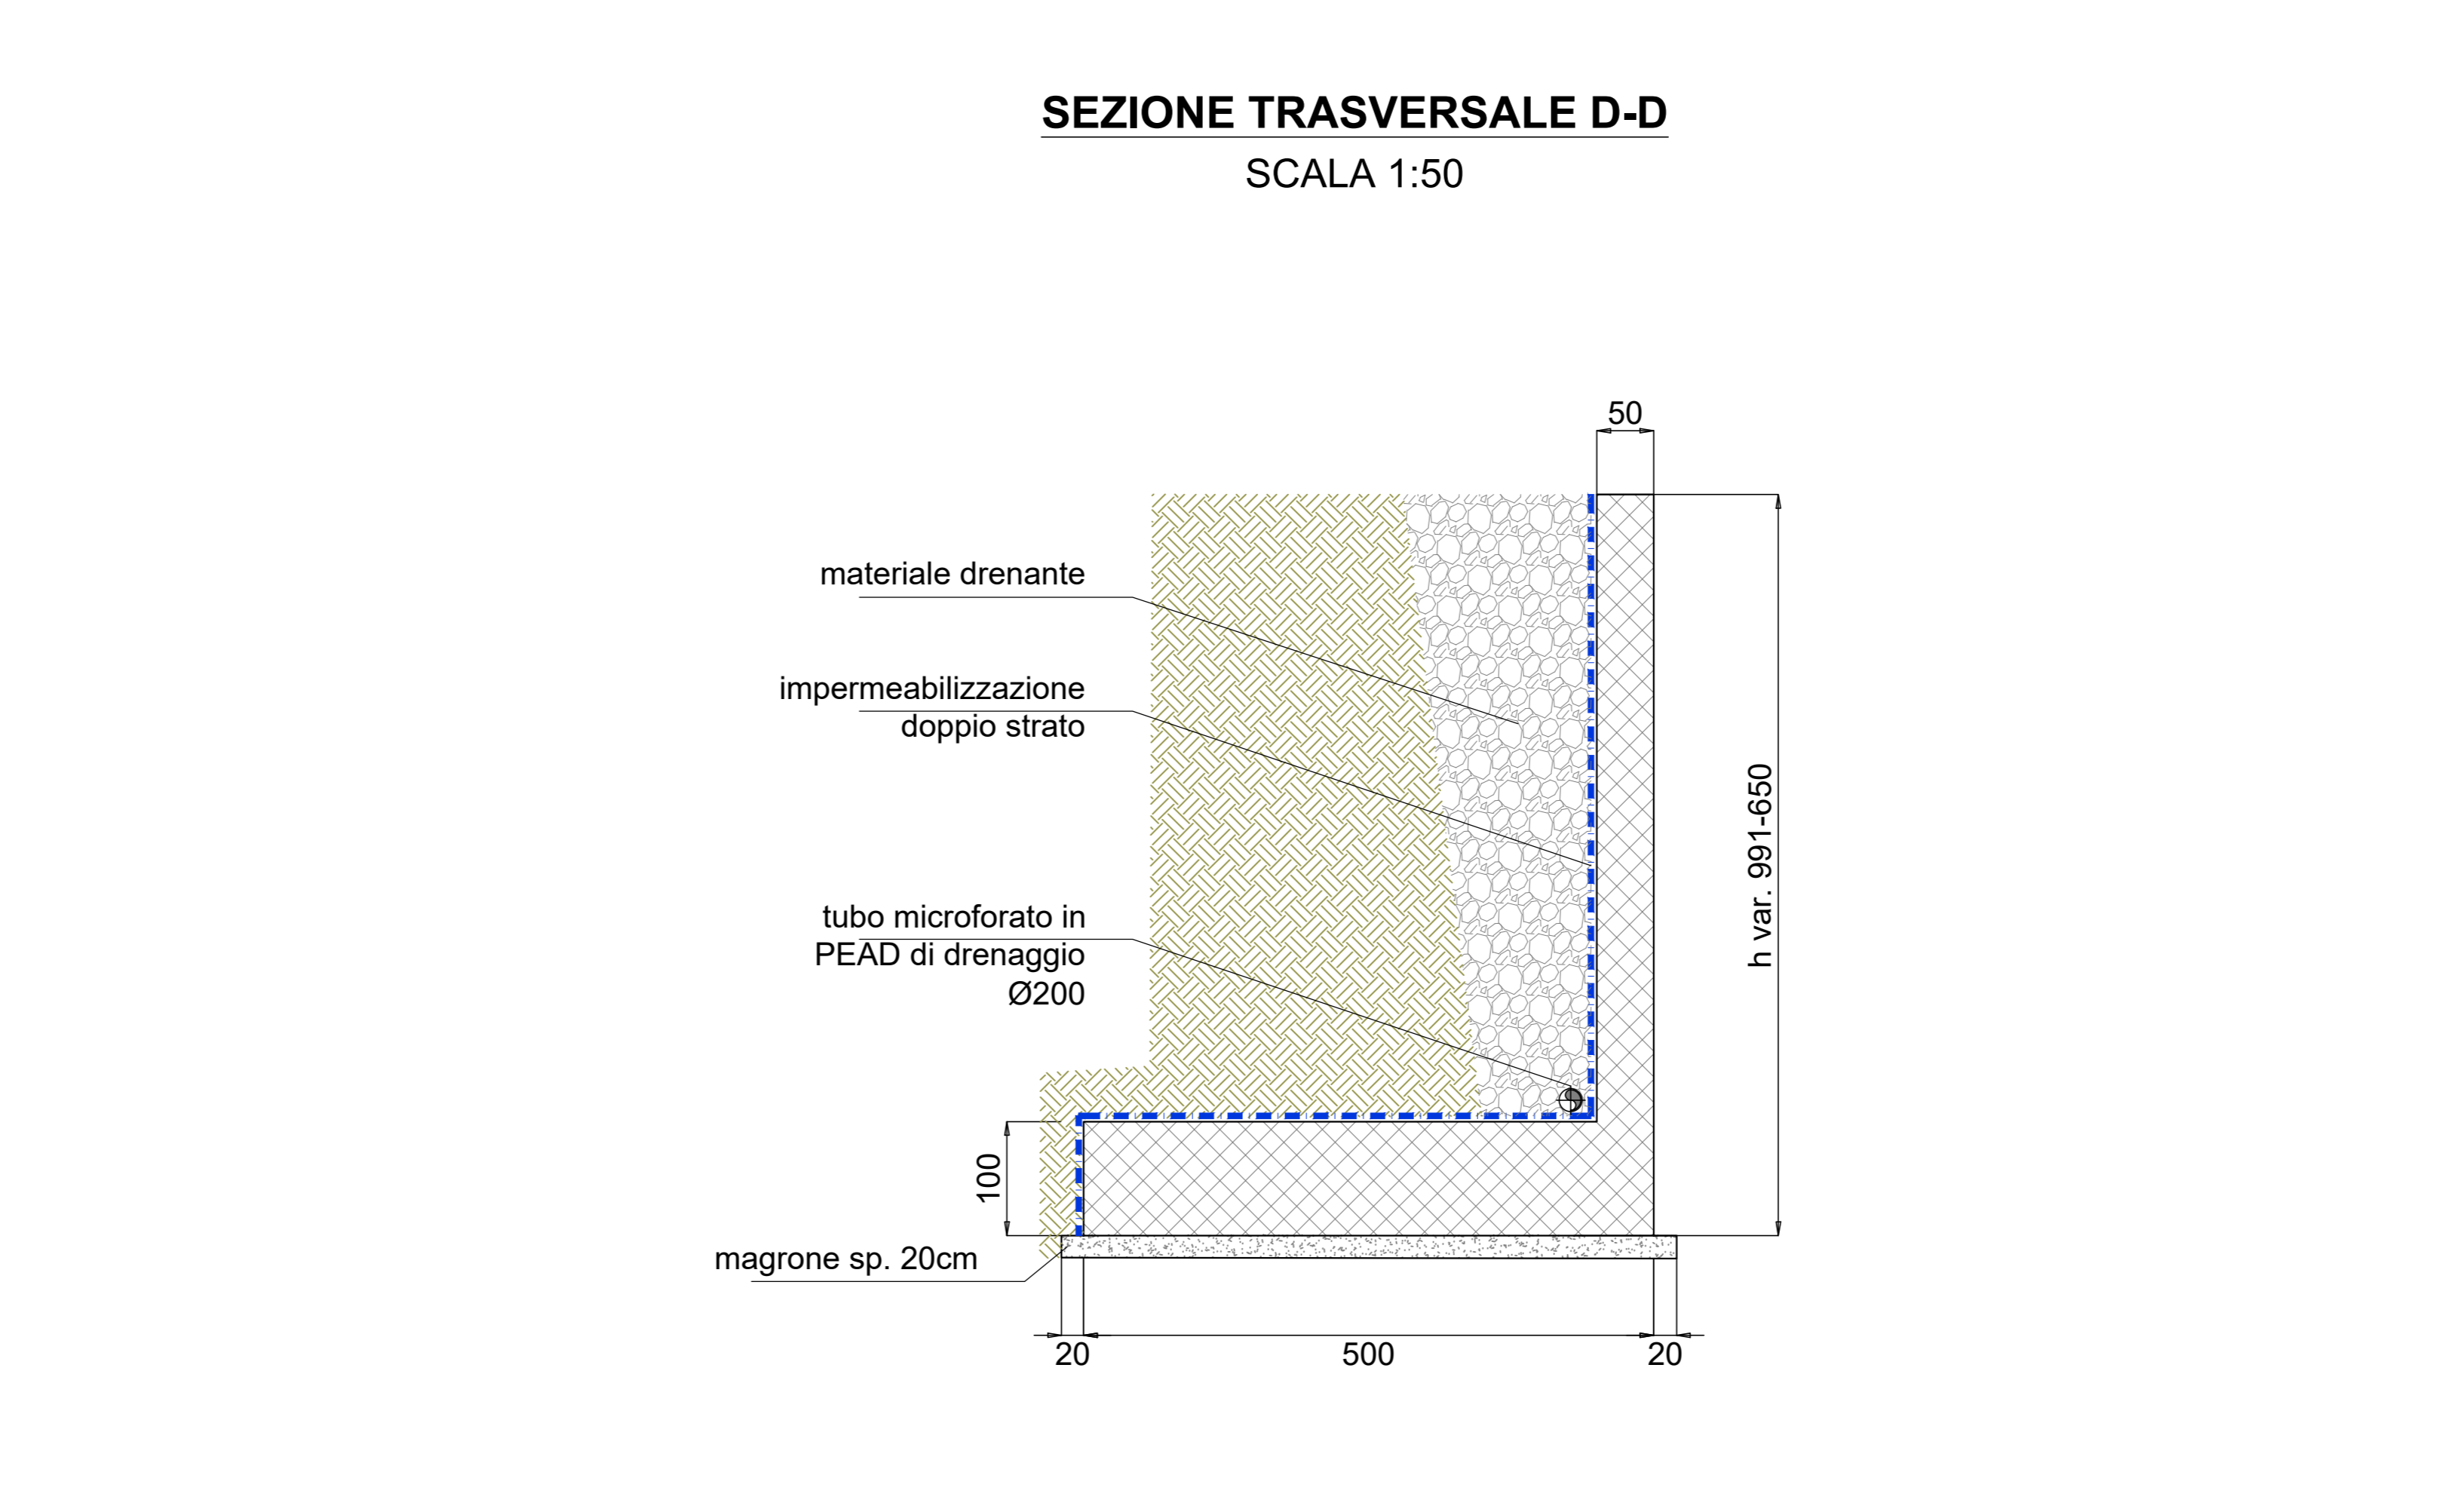 SEZIONE TRASVERSALE D-D
SCALA 1:50
50
materiale drenante
impermeabilizzazione
doppio strato
h var. 991-650
tubo microforato in
PEAD di drenaggio
Ø200
100
magrone sp. 20cm
20
500
20